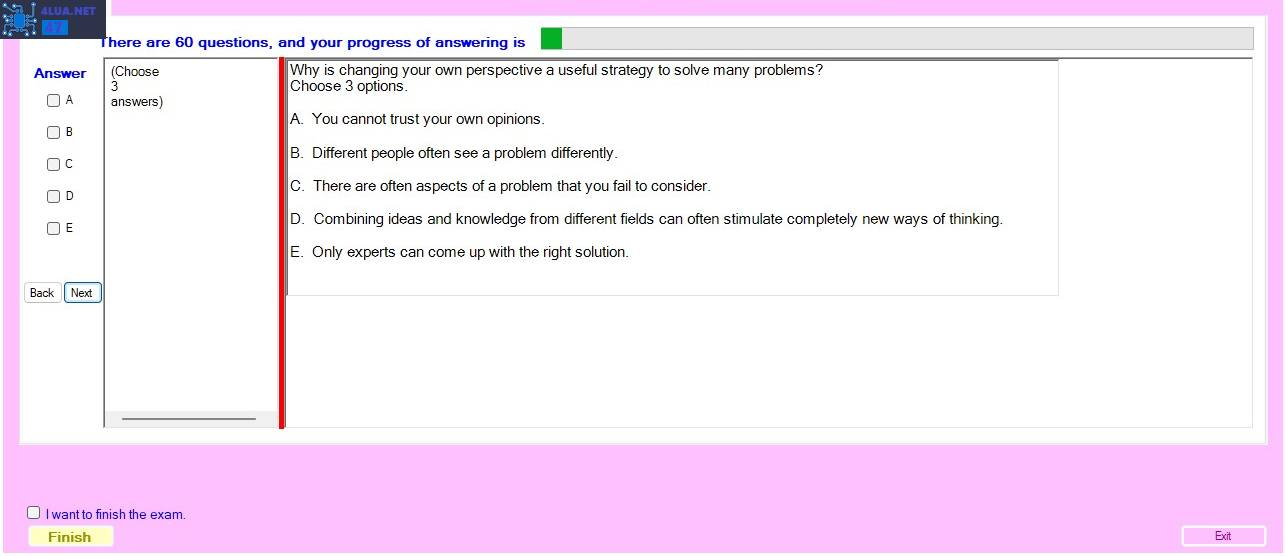 4LUA.NET
47
There are 60 questions, and your progress of answering is
Answer
A
B
C
D
E
Back Next
(Choose
3
answers)
Why is changing your own perspective a useful strategy to solve many problems?
Choose 3 options.
A. You cannot trust your own opinions.
B. Different people often see a problem differently.
C. There are often aspects of a problem that you fail to consider.
D. Combining ideas and knowledge from different fields can often stimulate completely new ways of thinking.
E. Only experts can come up with the right solution.
I want to finish the exam.
Finish
Exit